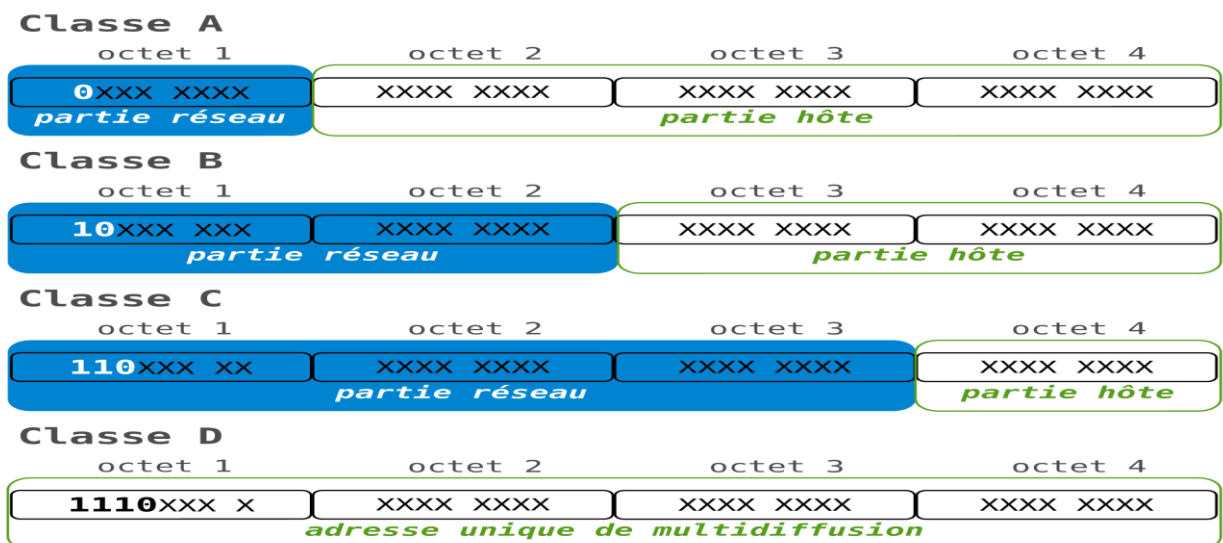 Classe A
octet 1 octet 2 octet 3 octet 4
0xxx xxxx xxxx xxxx xxxx xxxx xxxx xxxx
partie réseau partie hôte
Classe B
octet 1 octet 2 octet 3 octet 4
10xxx xxx xxxx xxxx xxxx xxxx xxxx xxxx
partie réseau partie hôte
Classe C
octet 1 octet 2 octet 3 octet 4
110xxx xx xxxx xxxx xxxx xxxx xxxx xxxx
partie réseau partie hôte
Classe D
octet 1 octet 2 octet 3 octet 4
1110xxx x xxxx xxxx xxxx xxxx xxxx xxxx
adresse unique de multidiffusion